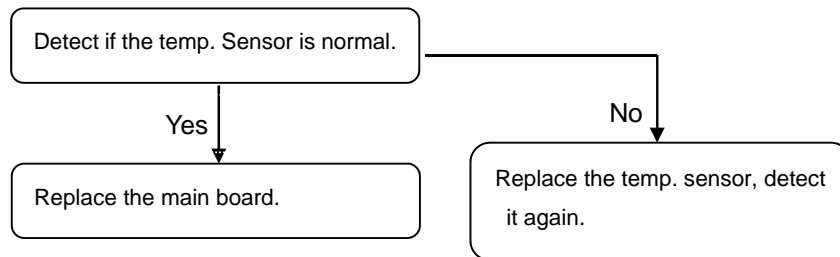 Detect if the temp. Sensor is normal.
Yes
No
Replace the main board.
Replace the temp. sensor, detect
it again.